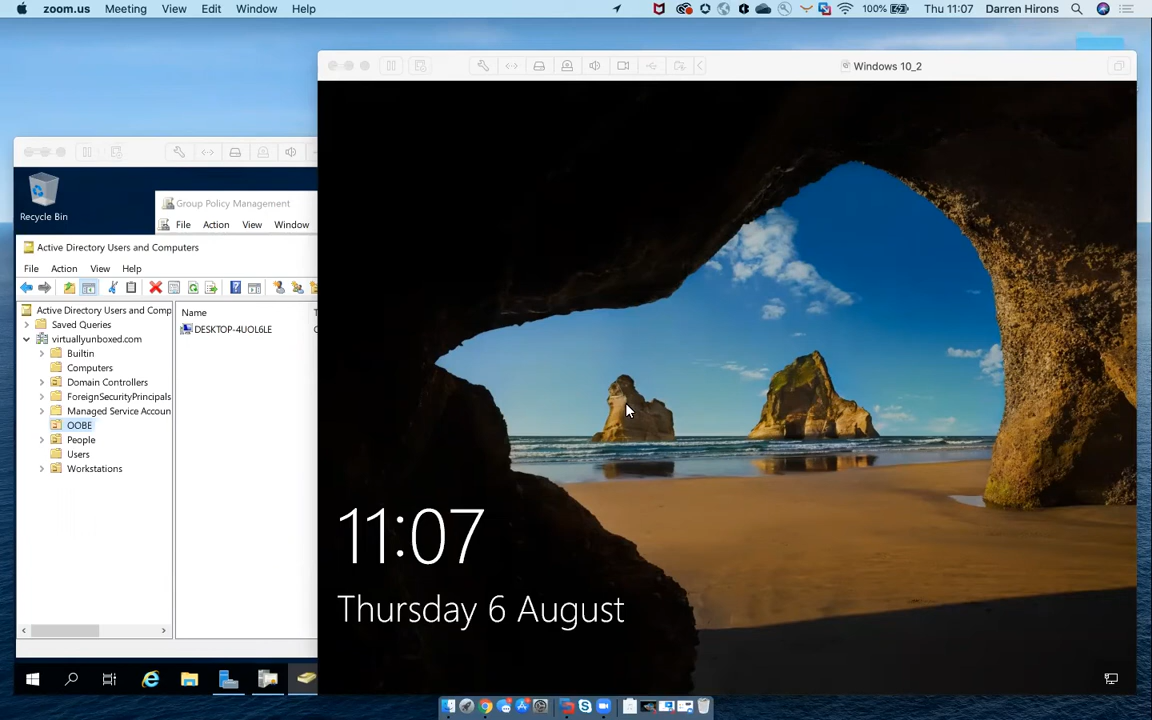 zoom.us Meeting View Edit Window Help 100% Thu 11:07 Darren Hirons
Windows 10_2
Recycle Bin
Group Policy Management
File Action View Window
Active Directory Users and Computers
File Action View Help
Active Directory Users and Comp
Saved Queries
virtuallyunboxed.com
Builtin
Computers
Domain Controllers
ForeignSecurityPrincipals
Managed Service Accoun
OOBE
People
Users
Workstations
Name
DESKTOP-4UOL6LE
11:07
Thursday 6 August